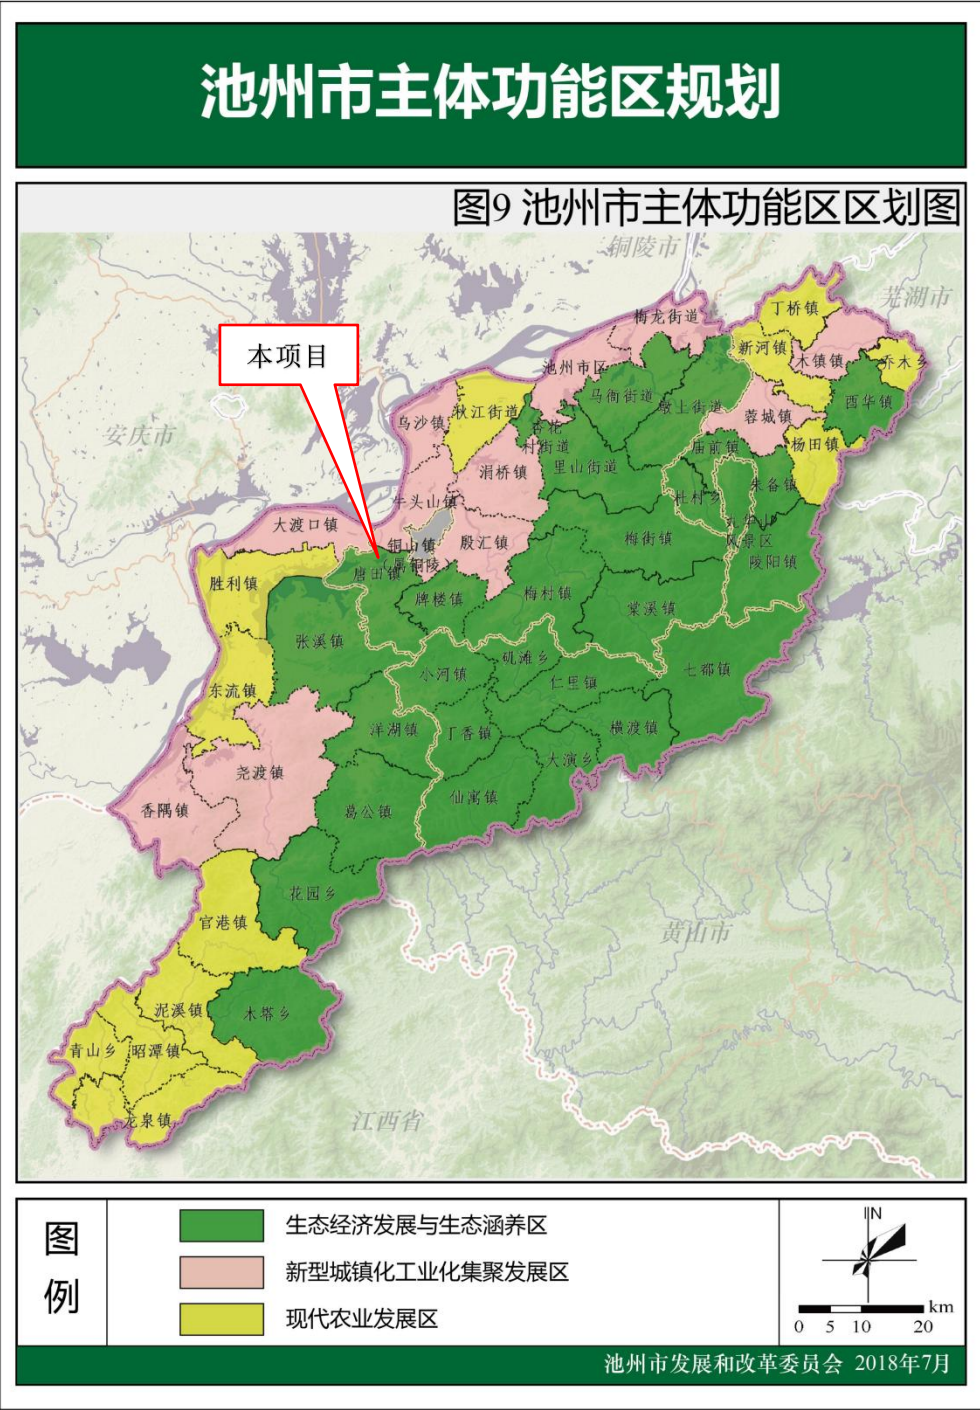 池州市主体功能区规划
图9 池州市主体功能区区划图
铜陵市
芜湖市
安庆市
黄山市
江西省
本项目
丁桥镇
梅龙街道
新河镇
木镇镇
乔木乡
池州市区
马衙街道
墩上街道
酉华镇
秋江街道
乌沙镇
杏花
村街道
蓉城镇
庙前镇
杨田镇
里山街道
涓桥镇
朱备镇
杜村乡
牛头山镇
大渡口镇
铜山镇
(属铜陵
殷汇镇
梅街镇
风景区
陵阳镇
唐田镇
胜利镇
牌楼镇
梅村镇
棠溪镇
张溪镇
矶滩乡
小河镇
七都镇
仁里镇
东流镇
洋湖镇
丁香镇
横渡镇
大演乡
尧渡镇
仙寓镇
香隅镇
葛公镇
花园乡
官港镇
泥溪镇
木塔乡
青山乡
昭潭镇
龙泉镇
图
例
生态经济发展与生态涵养区
新型城镇化工业化集聚发展区
现代农业发展区
N
km
0 5 10 20
池州市发展和改革委员会 2018年7月